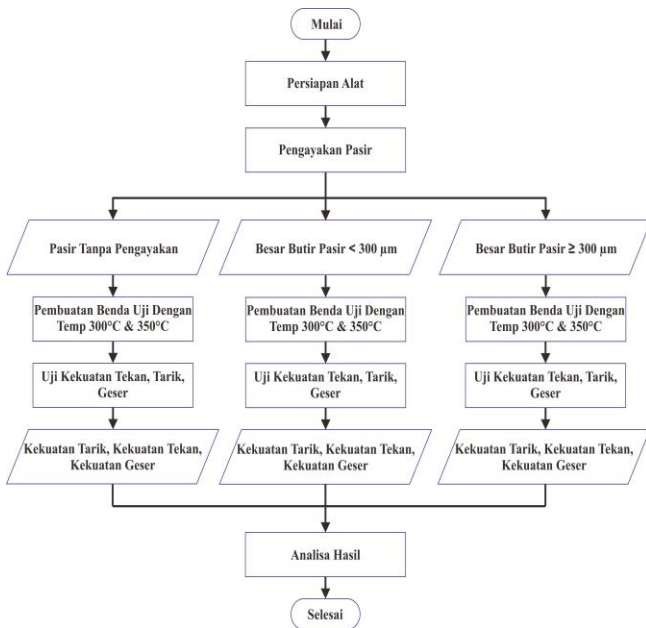 Mulai
Persiapan Alat
Pengayakan Pasir
Pasir Tanpa Pengayakan
Besar Butir Pasir < 300 µm
Besar Butir Pasir ≥ 300 µm
Pembuatan Benda Uji Dengan
Temp 300°C & 350°C
Pembuatan Benda Uji Dengan
Temp 300°C & 350°C
Pembuatan Benda Uji Dengan
Temp 300°C & 350°C
Uji Kekuatan Tekan, Tarik,
Geser
Uji Kekuatan Tekan, Tarik,
Geser
Uji Kekuatan Tekan, Tarik,
Geser
Kekuatan Tarik, Kekuatan Tekan,
Kekuatan Geser
Kekuatan Tarik, Kekuatan Tekan,
Kekuatan Geser
Kekuatan Tarik, Kekuatan Tekan,
Kekuatan Geser
Analisa Hasil
Selesai